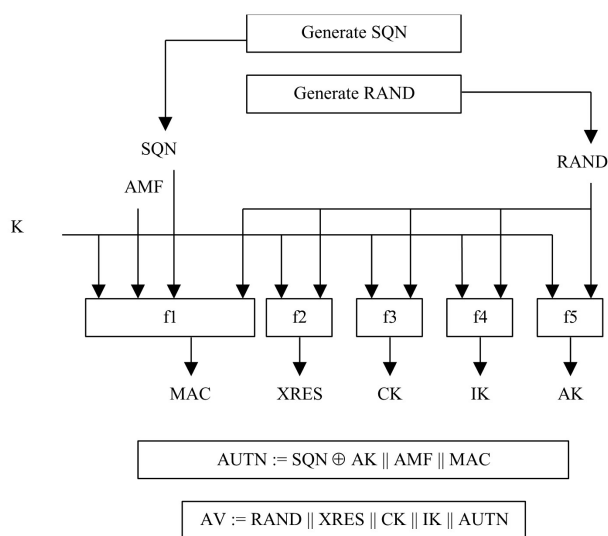 Generate SQN
Generate RAND
SQN
RAND
AMF
K
f1 f2 f3 f4 f5
MAC XRES CK IK AK
AUTN := SQN ⊕ AK || AMF || MAC
AV := RAND || XRES || CK || IK || AUTN